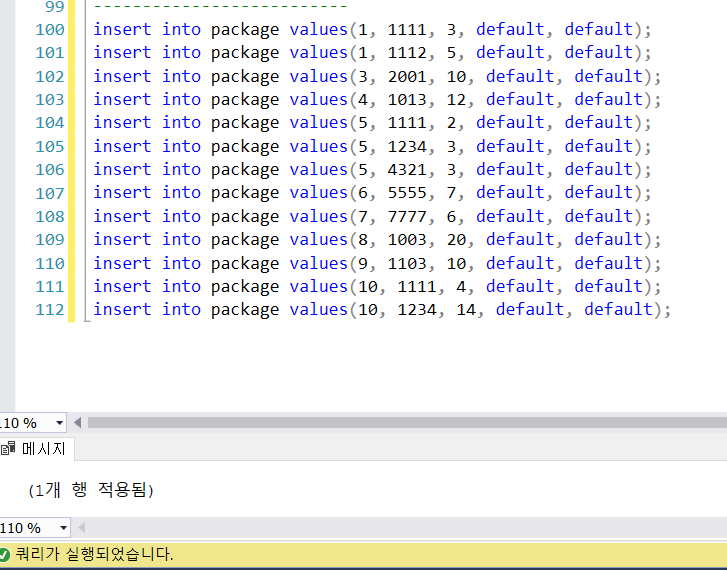 99 --------------------------
100 insert into package values(1, 1111, 3, default, default);
101 insert into package values(1, 1112, 5, default, default);
102 insert into package values(3, 2001, 10, default, default);
103 insert into package values(4, 1013, 12, default, default);
104 insert into package values(5, 1111, 2, default, default);
105 insert into package values(5, 1234, 3, default, default);
106 insert into package values(5, 4321, 3, default, default);
107 insert into package values(6, 5555, 7, default, default);
108 insert into package values(7, 7777, 6, default, default);
109 insert into package values(8, 1003, 20, default, default);
110 insert into package values(9, 1103, 10, default, default);
111 insert into package values(10, 1111, 4, default, default);
112 insert into package values(10, 1234, 14, default, default);
110 %
메시지
(1개 행 적용됨)
110 %
쿼리가 실행되었습니다.